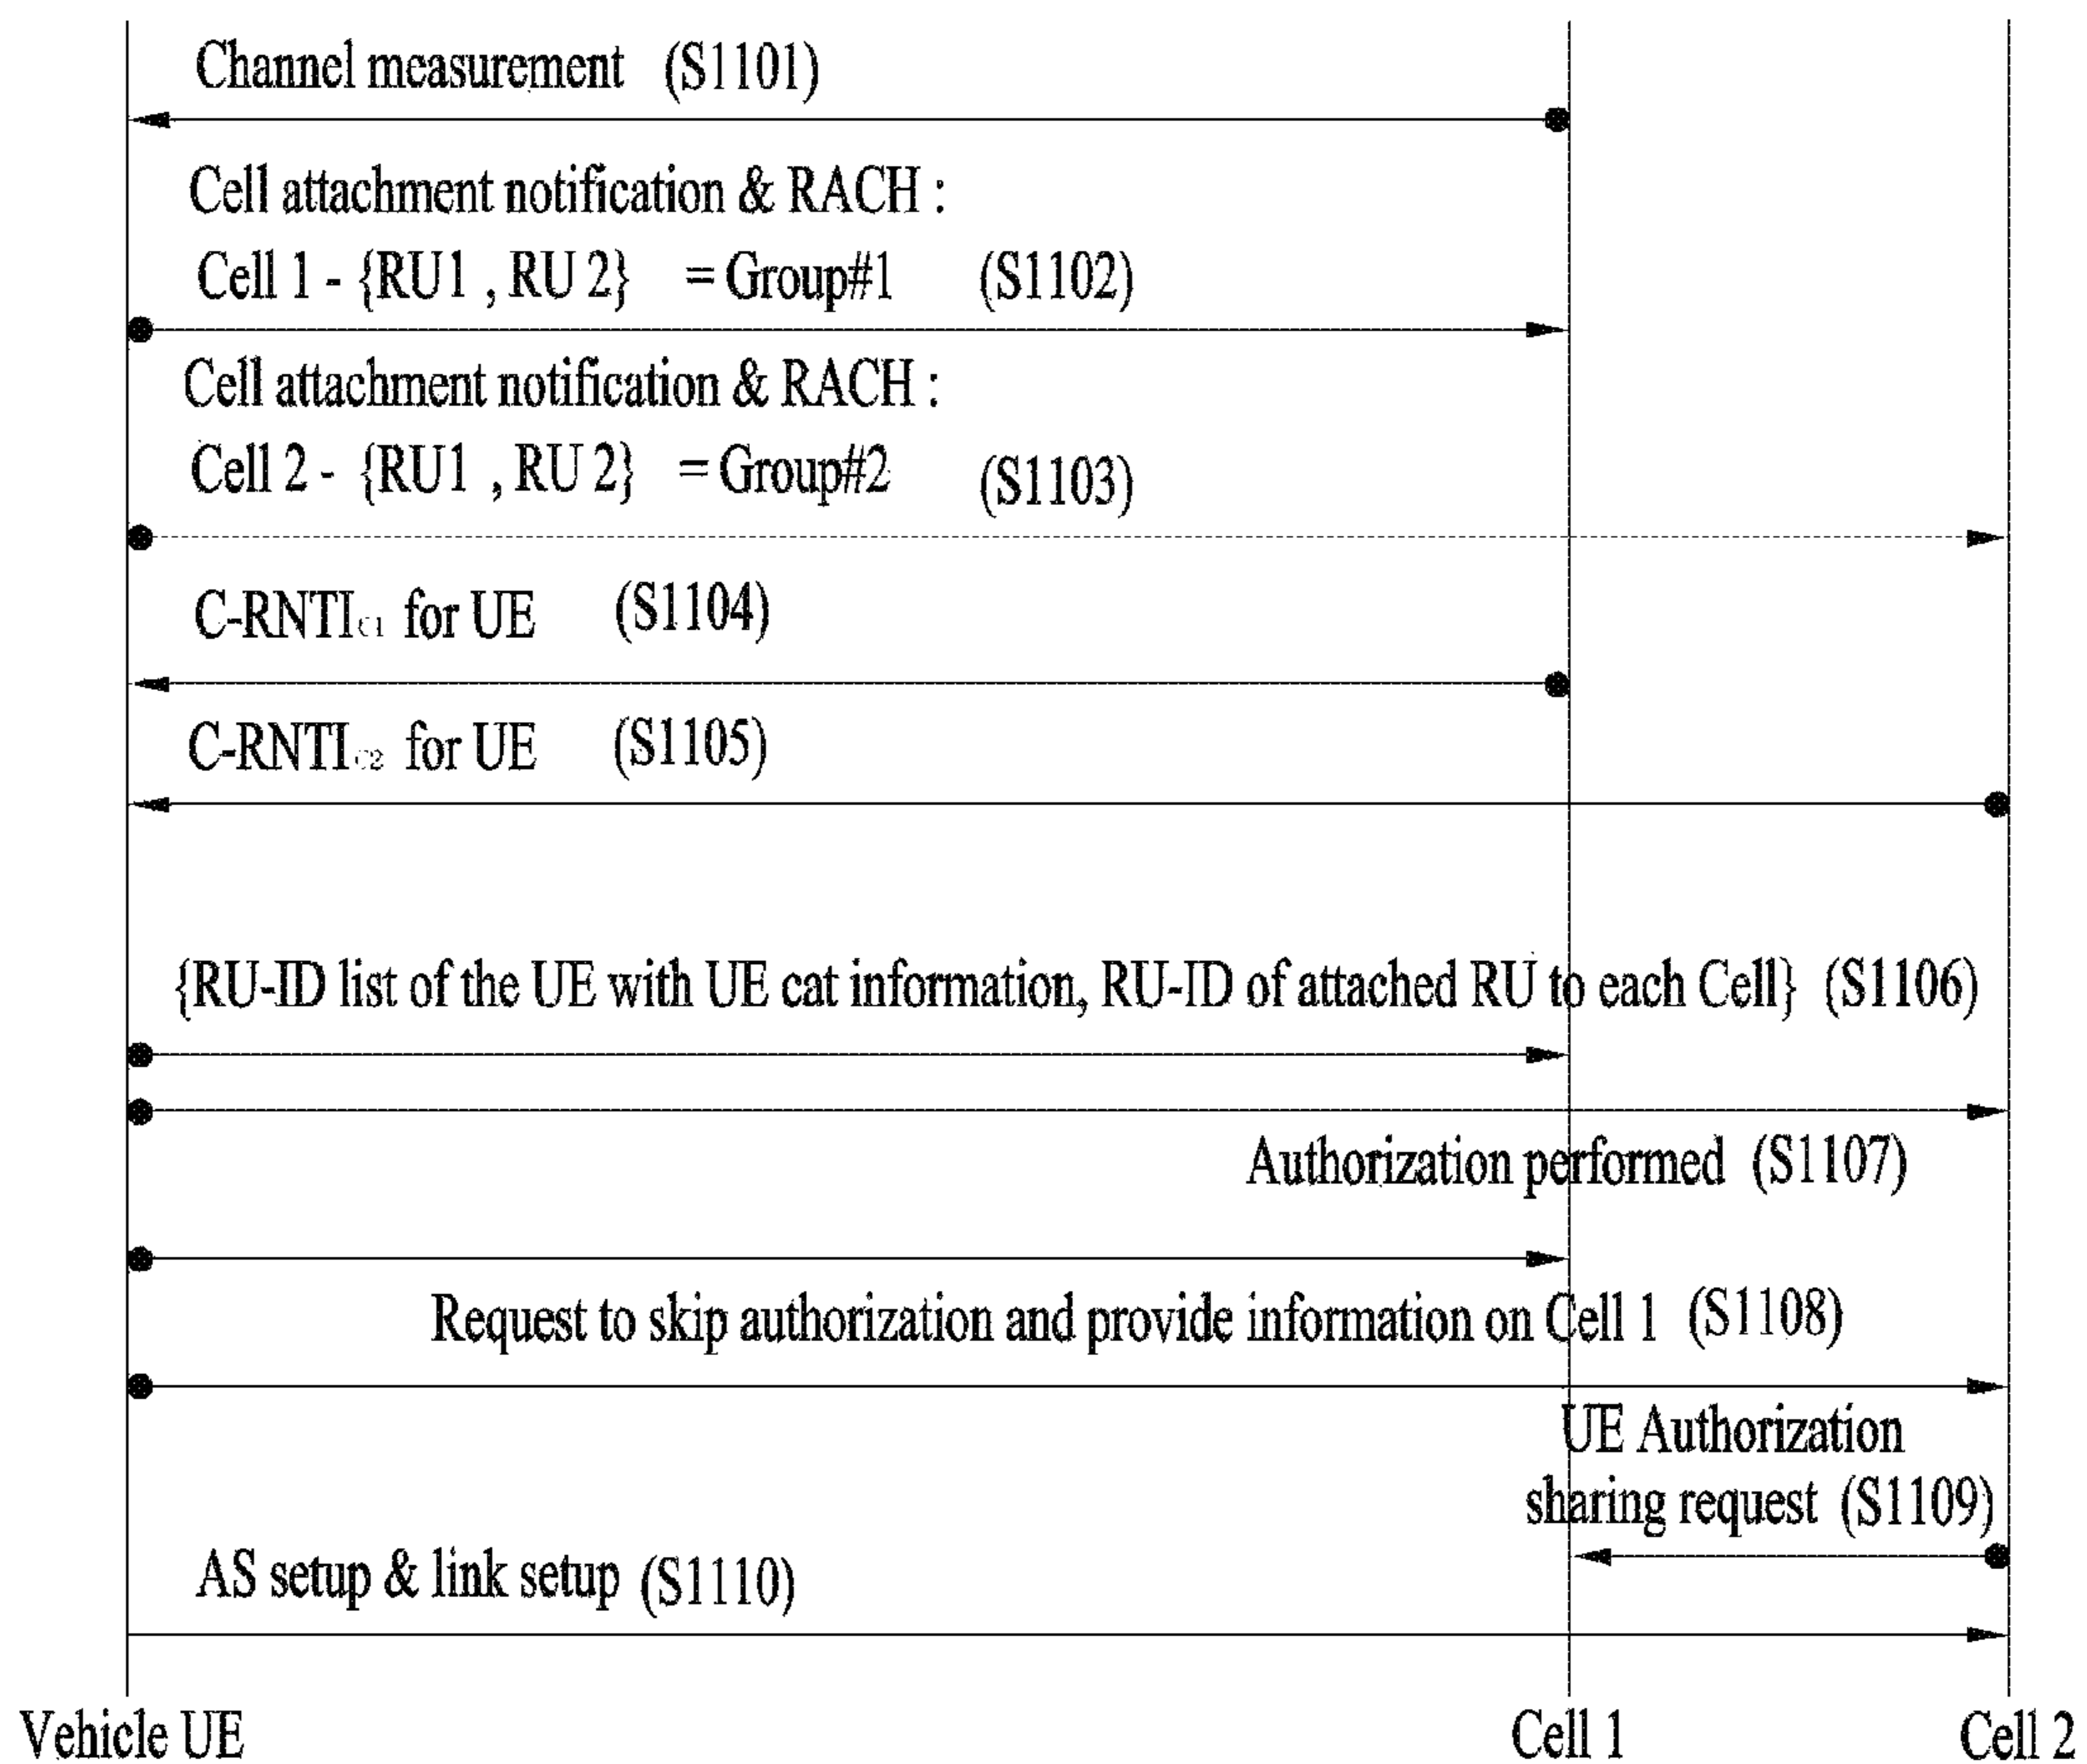 Channel measurement (S1101)
Cell attachment notification & RACH :
Cell 1 - {RU1 , RU 2} = Group#1 (S1102)
Cell attachment notification & RACH :
Cell 2 - {RU1 , RU 2} = Group#2 (S1103)
C-RNTI C1 for UE (S1104)
C-RNTI C2 for UE (S1105)
{RU-ID list of the UE with UE cat information, RU-ID of attached RU to each Cell} (S1106)
Authorization performed (S1107)
Request to skip authorization and provide information on Cell 1 (S1108)
UE Authorization
sharing request (S1109)
AS setup & link setup (S1110)
Vehicle UE Cell 1 Cell 2